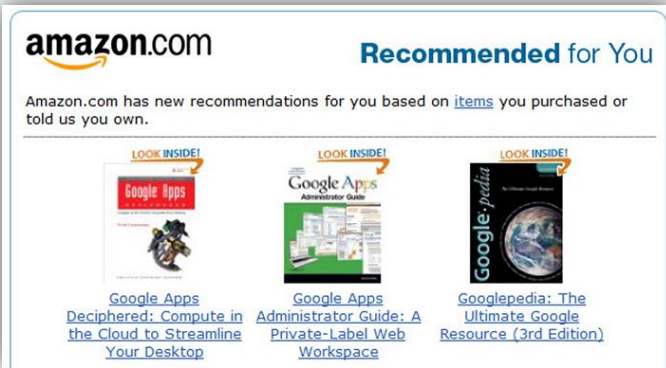 amazon.com
Recommended for You
Amazon.com has new recommendations for you based on items you purchased or
told us you own.
LOOK INSIDE!
LOOK INSIDE!
LOOK INSIDE!
Google Apps
Google Apps
Administrator Guide
Google·pedia
The Ultimate Google Resource
Google Apps
Deciphered: Compute in
the Cloud to Streamline
Your Desktop
Google Apps
Administrator Guide: A
Private-Label Web
Workspace
Googlepedia: The
Ultimate Google
Resource (3rd Edition)